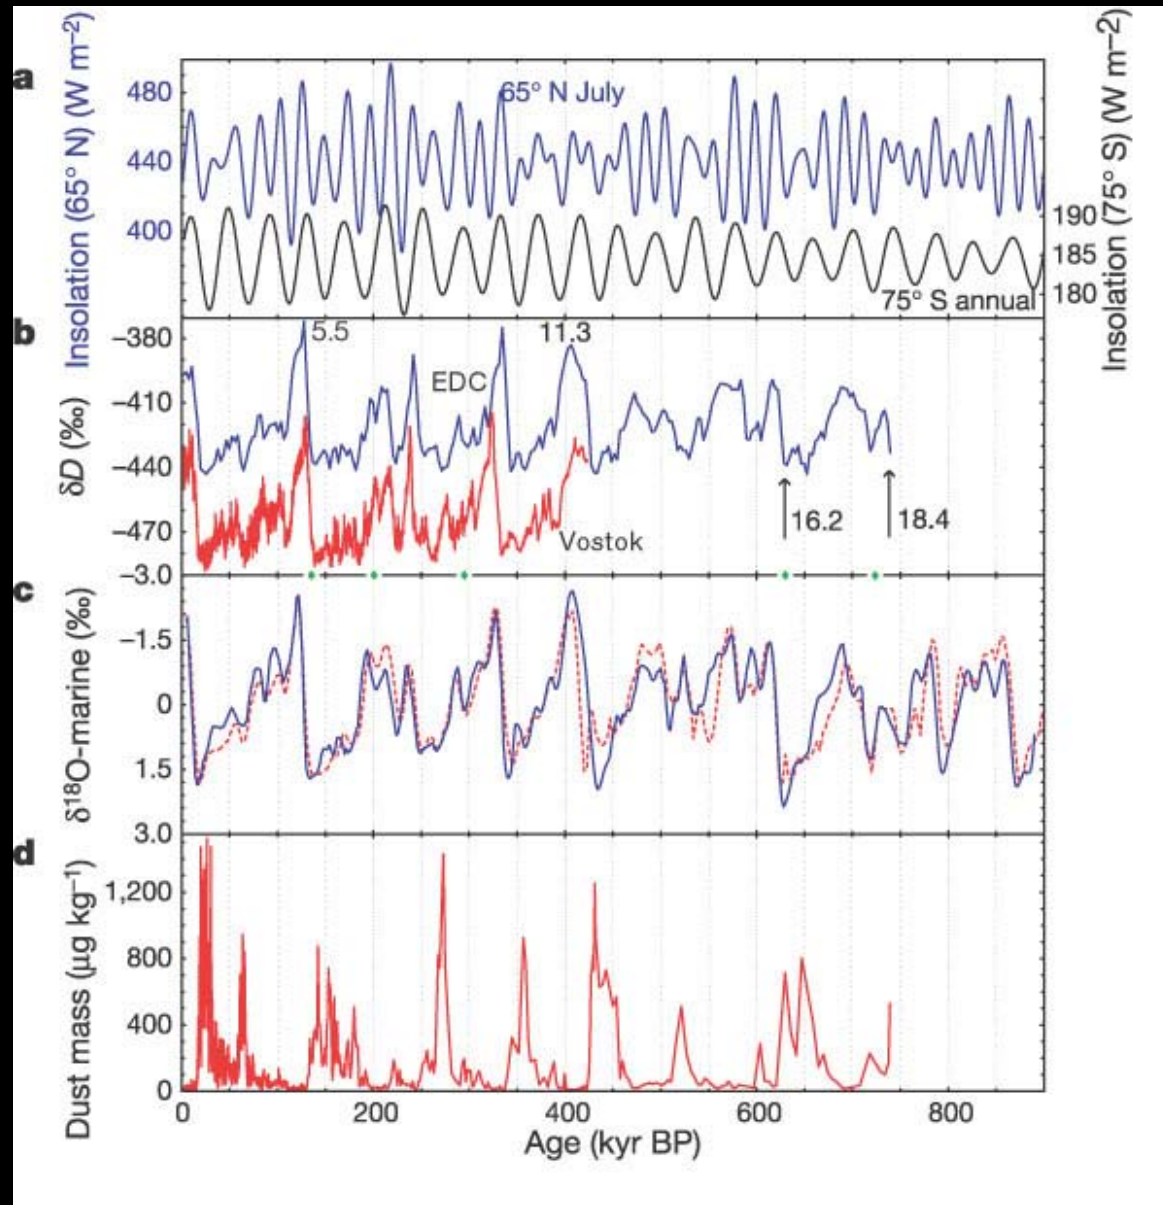 a
Insolation (65° N) (W m⁻²)
480
440
400
65° N July
75° S annual
190
185
180
Insolation (75° S) (W m⁻²)
b
δD (‰)
−380
−410
−440
−470
5.5
11.3
EDC
Vostok
16.2
18.4
c
δ¹⁸O-marine (‰)
−3.0
−1.5
0
1.5
3.0
d
Dust mass (µg kg⁻¹)
1,200
800
400
0
0 200 400 600 800
Age (kyr BP)